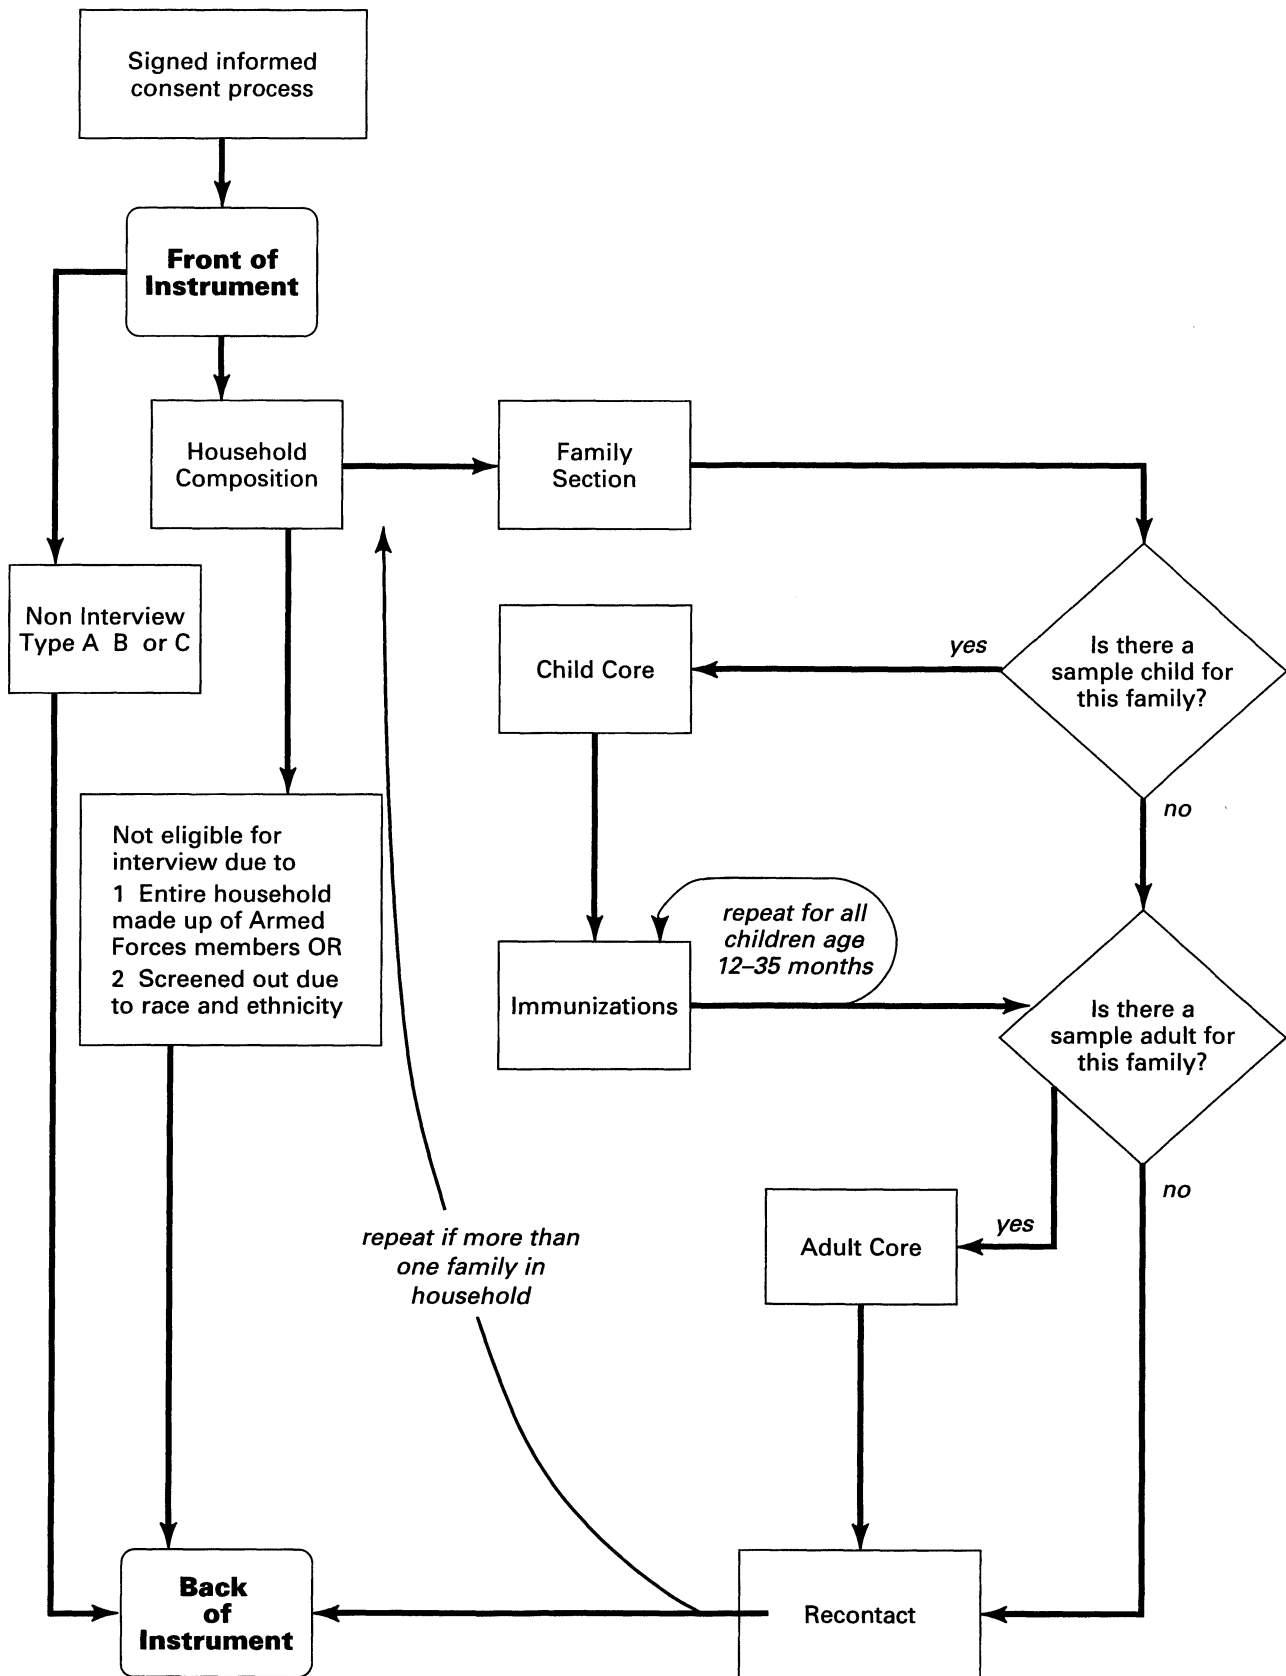 Signed informed
consent process
Front of
Instrument
Household
Composition
Family
Section
Non Interview
Type A B or C
Child Core
yes
Is there a
sample child for
this family?
no
Not eligible for
interview due to
1 Entire household
made up of Armed
Forces members OR
2 Screened out due
to race and ethnicity
repeat for all
children age
12–35 months
Immunizations
Is there a
sample adult for
this family?
no
yes
Adult Core
repeat if more than
one family in
household
Back
of
Instrument
Recontact